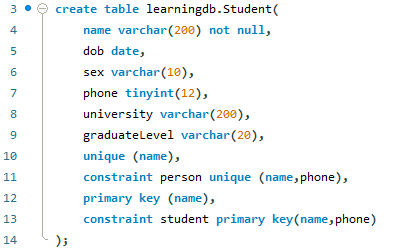 3 create table learningdb.Student(
4 name varchar(200) not null,
5 dob date,
6 sex varchar(10),
7 phone tinyint(12),
8 university varchar(200),
9 graduateLevel varchar(20),
10 unique (name),
11 constraint person unique (name,phone),
12 primary key (name),
13 constraint student primary key(name,phone)
14 );